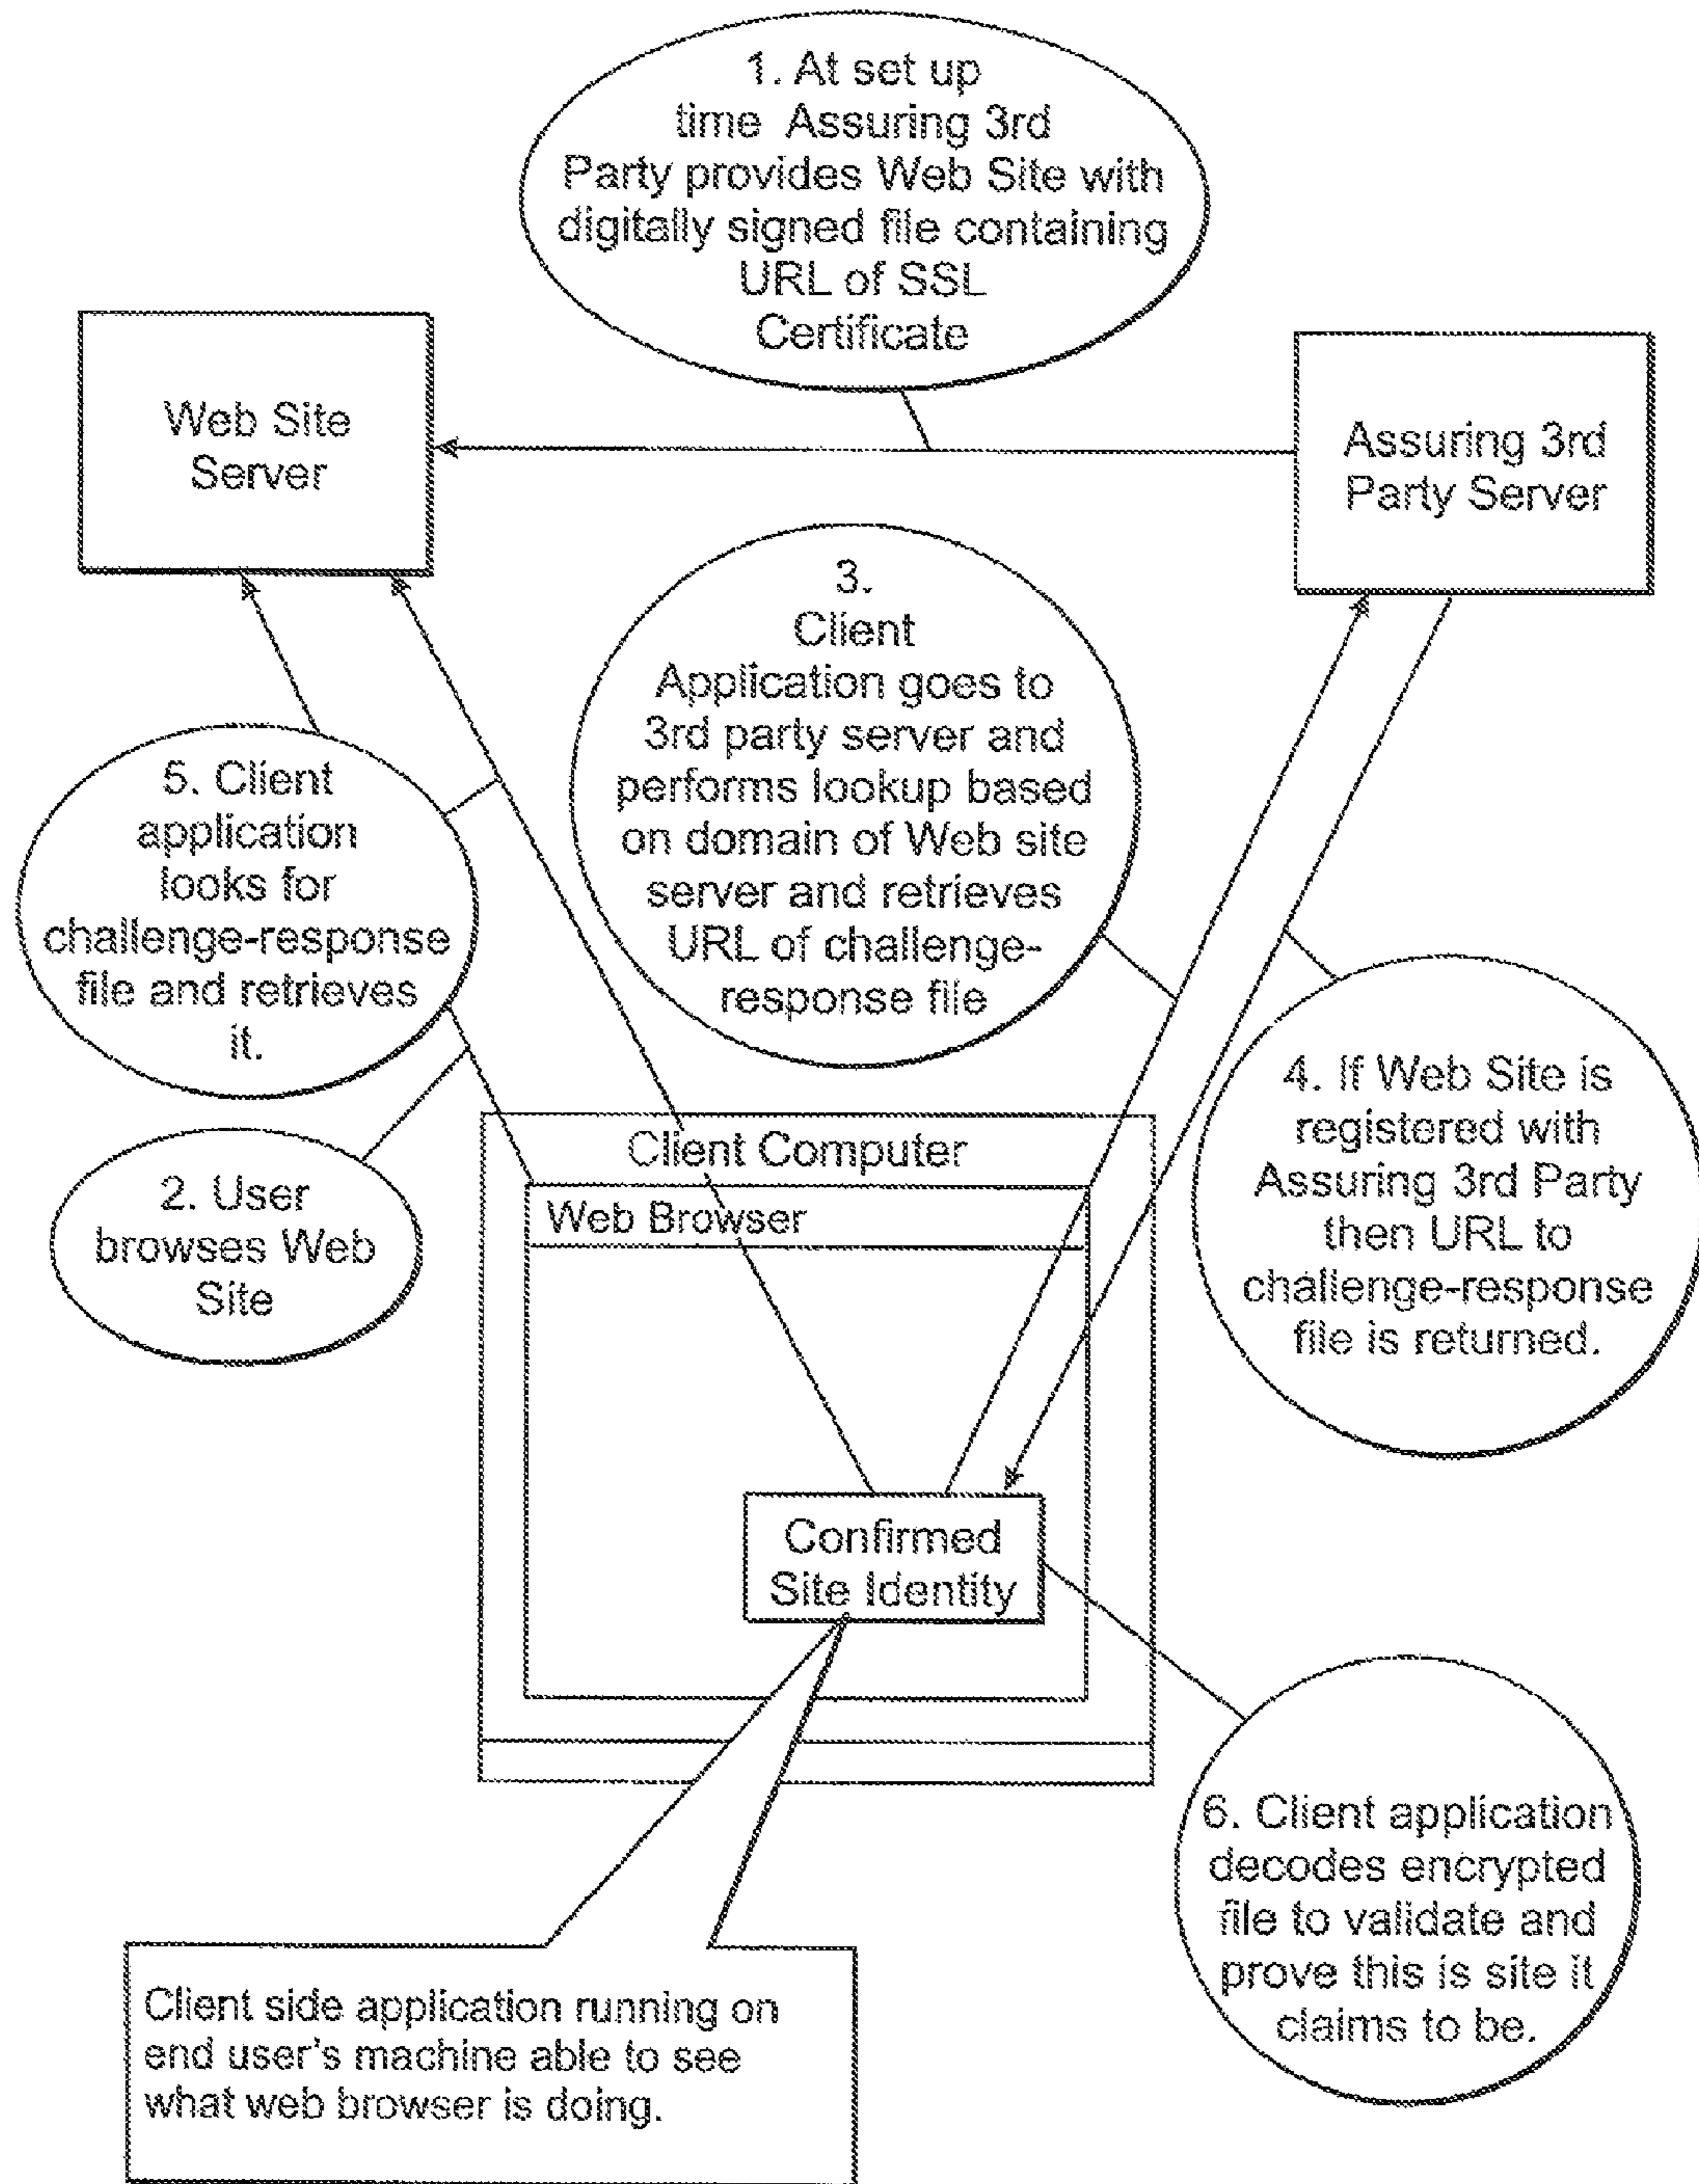 1. At set up
time Assuring 3rd
Party provides Web Site with
digitally signed file containing
URL of SSL
Certificate
Web Site
Server
Assuring 3rd
Party Server
3.
Client
Application goes to
3rd party server and
performs lookup based
on domain of Web site
server and retrieves
URL of challenge-
response file
5. Client
application
looks for
challenge-response
file and retrieves
it.
4. If Web Site is
registered with
Assuring 3rd Party
then URL to
challenge-response
file is returned.
2. User
browses Web
Site
Client Computer
Web Browser
Confirmed
Site Identity
6. Client application
decodes encrypted
file to validate and
prove this is site it
claims to be.
Client side application running on
end user's machine able to see
what web browser is doing.